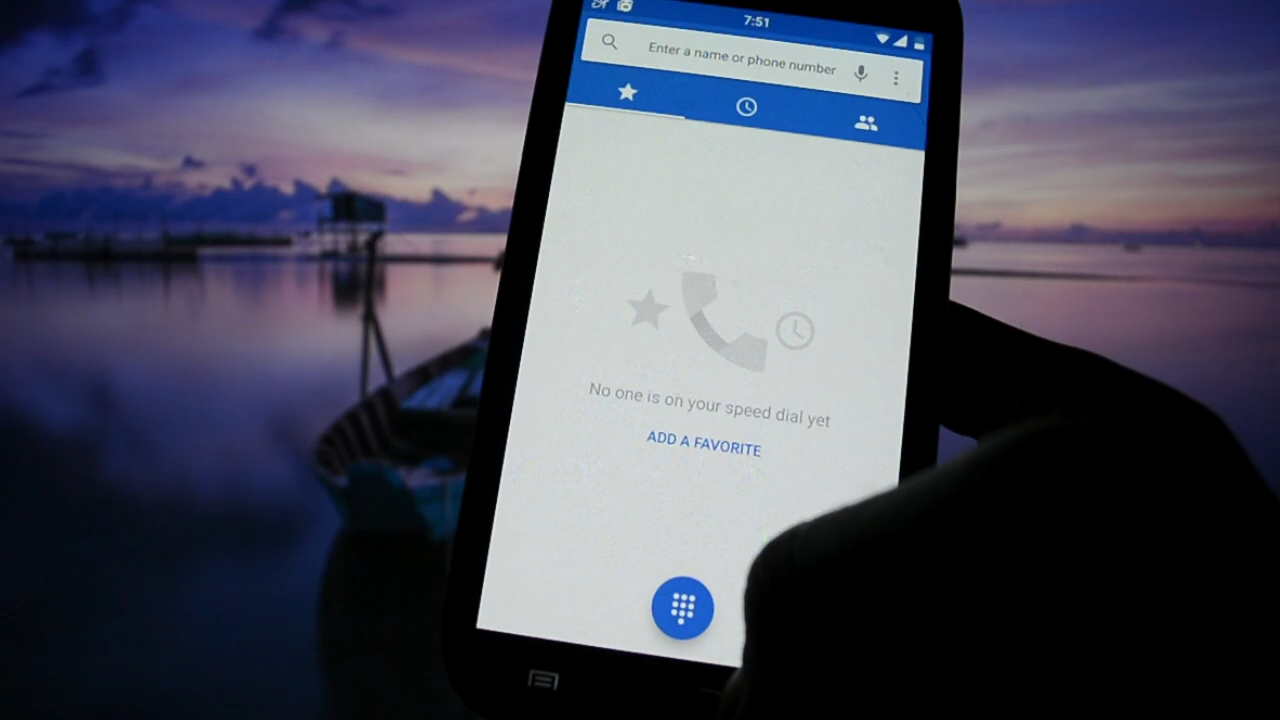 7:51
Enter a name or phone number
No one is on your speed dial yet
ADD A FAVORITE